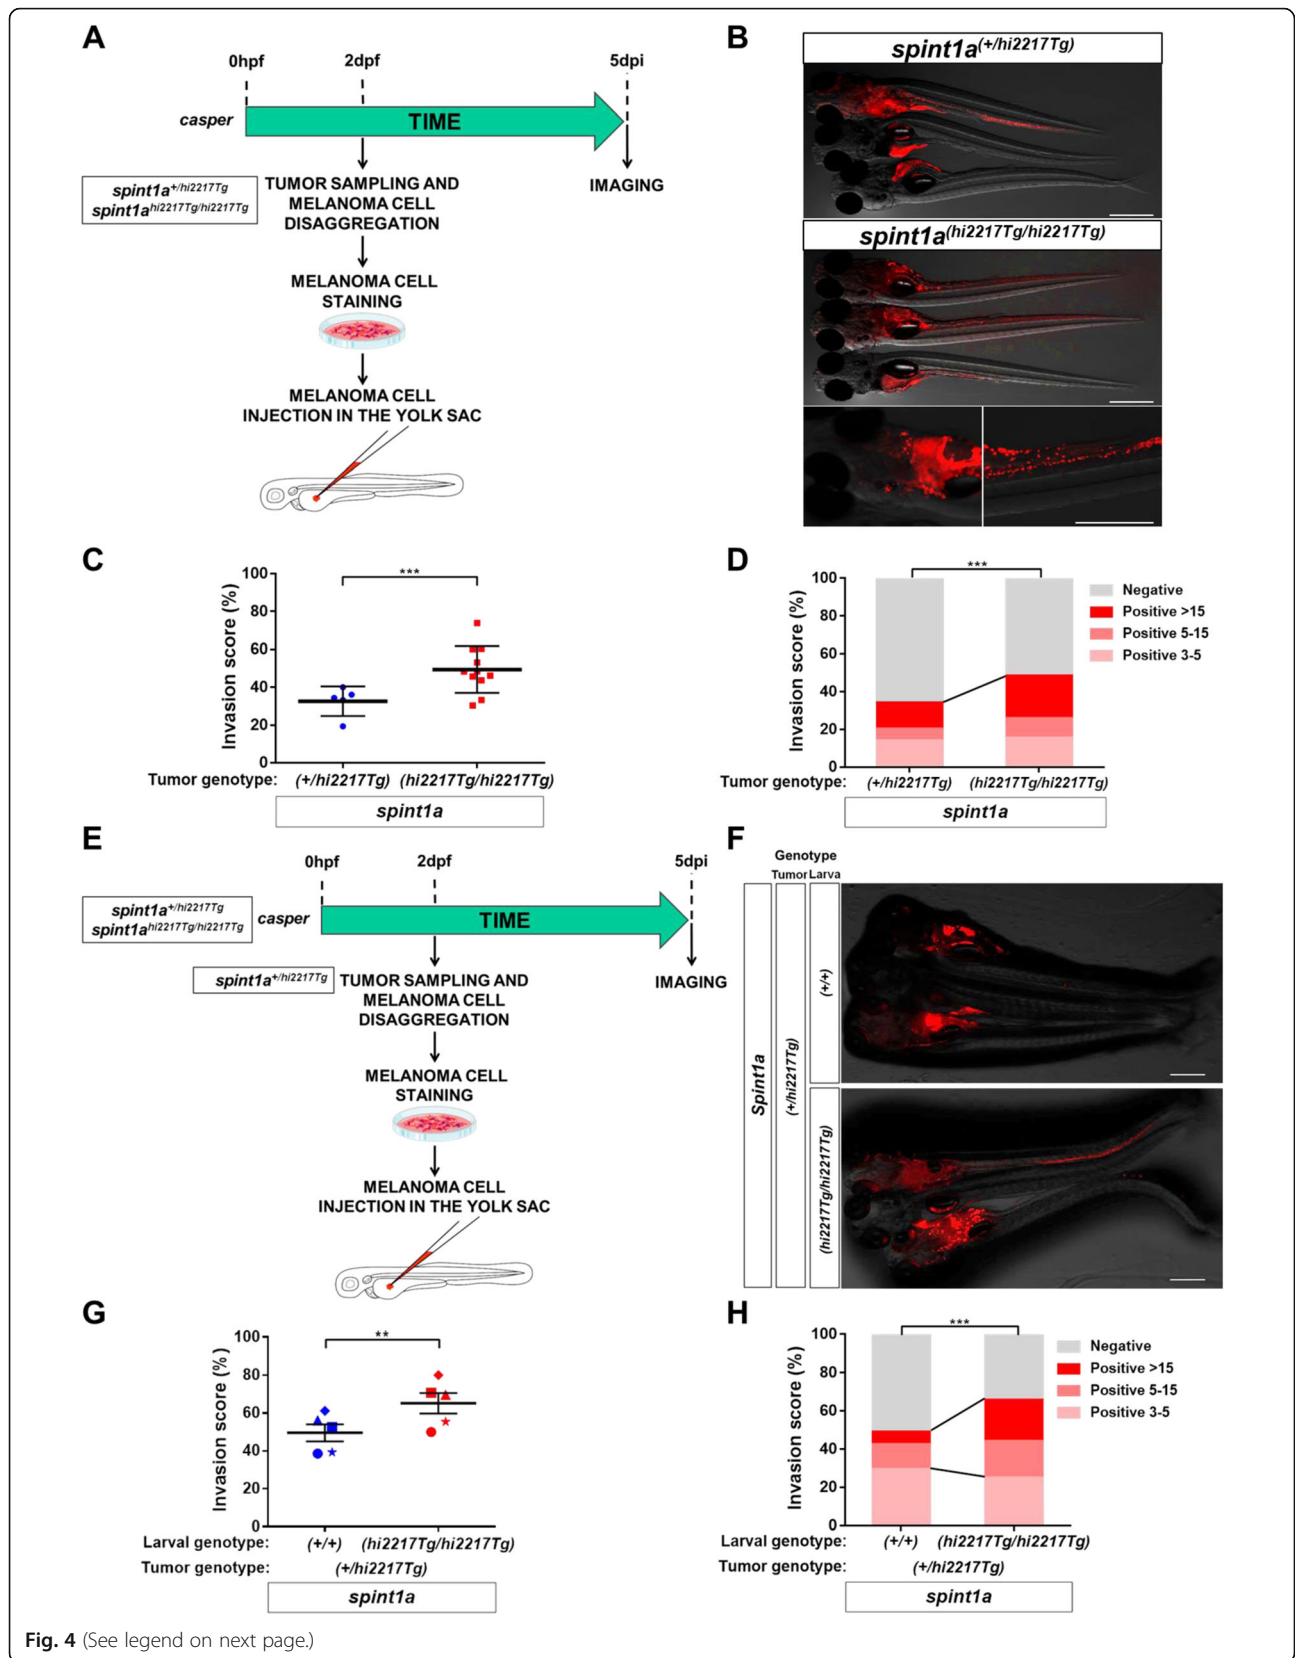 A
0hpf
2dpf
5dpi
casper
TIME
spint1a+/hi2217Tg
spint1ahi2217Tg/hi2217Tg
TUMOR SAMPLING AND
MELANOMA CELL
DISAGGREGATION
IMAGING
MELANOMA CELL
STAINING
MELANOMA CELL
INJECTION IN THE YOLK SAC
B
spint1a(+/hi2217Tg)
spint1a(hi2217Tg/hi2217Tg)
C
***
Invasion score (%)
100
80
60
40
20
0
Tumor genotype:
(+/hi2217Tg)
(hi2217Tg/hi2217Tg)
spint1a
D
***
Invasion score (%)
100
80
60
40
20
0
Negative
Positive >15
Positive 5-15
Positive 3-5
Tumor genotype:
(+/hi2217Tg)
(hi2217Tg/hi2217Tg)
spint1a
E
0hpf
2dpf
5dpi
spint1a+/hi2217Tg
spint1ahi2217Tg/hi2217Tg
casper
TIME
spint1a+/hi2217Tg
TUMOR SAMPLING AND
MELANOMA CELL
DISAGGREGATION
IMAGING
MELANOMA CELL
STAINING
MELANOMA CELL
INJECTION IN THE YOLK SAC
F
Genotype
Tumor Larva
Spint1a
(+/hi2217Tg)
(+/+)
(hi2217Tg/hi2217Tg)
G
**
Invasion score (%)
100
80
60
40
20
0
Larval genotype:
(+/+)
(hi2217Tg/hi2217Tg)
Tumor genotype:
(+/hi2217Tg)
spint1a
H
***
Invasion score (%)
100
80
60
40
20
0
Negative
Positive >15
Positive 5-15
Positive 3-5
Larval genotype:
(+/+)
(hi2217Tg/hi2217Tg)
Tumor genotype:
(+/hi2217Tg)
spint1a
Fig. 4 (See legend on next page.)